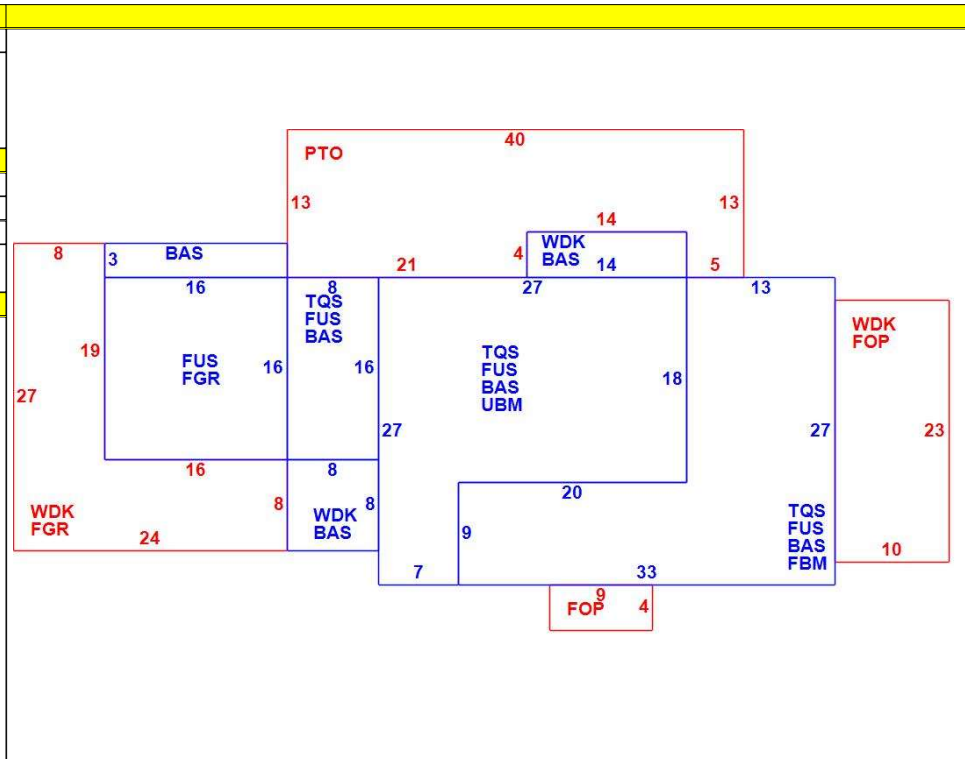 40
PTO
13
13
14
8
3
BAS
4
WDK
BAS
14
21
5
16
8
27
13
TQS
FUS
BAS
WDK
FOP
19
FUS
FGR
16
16
TQS
FUS
BAS
UBM
18
27
27
27
23
16
8
20
WDK
FGR
8
WDK
BAS
8
9
TQS
FUS
BAS
FBM
24
10
7
33
9
FOP
4